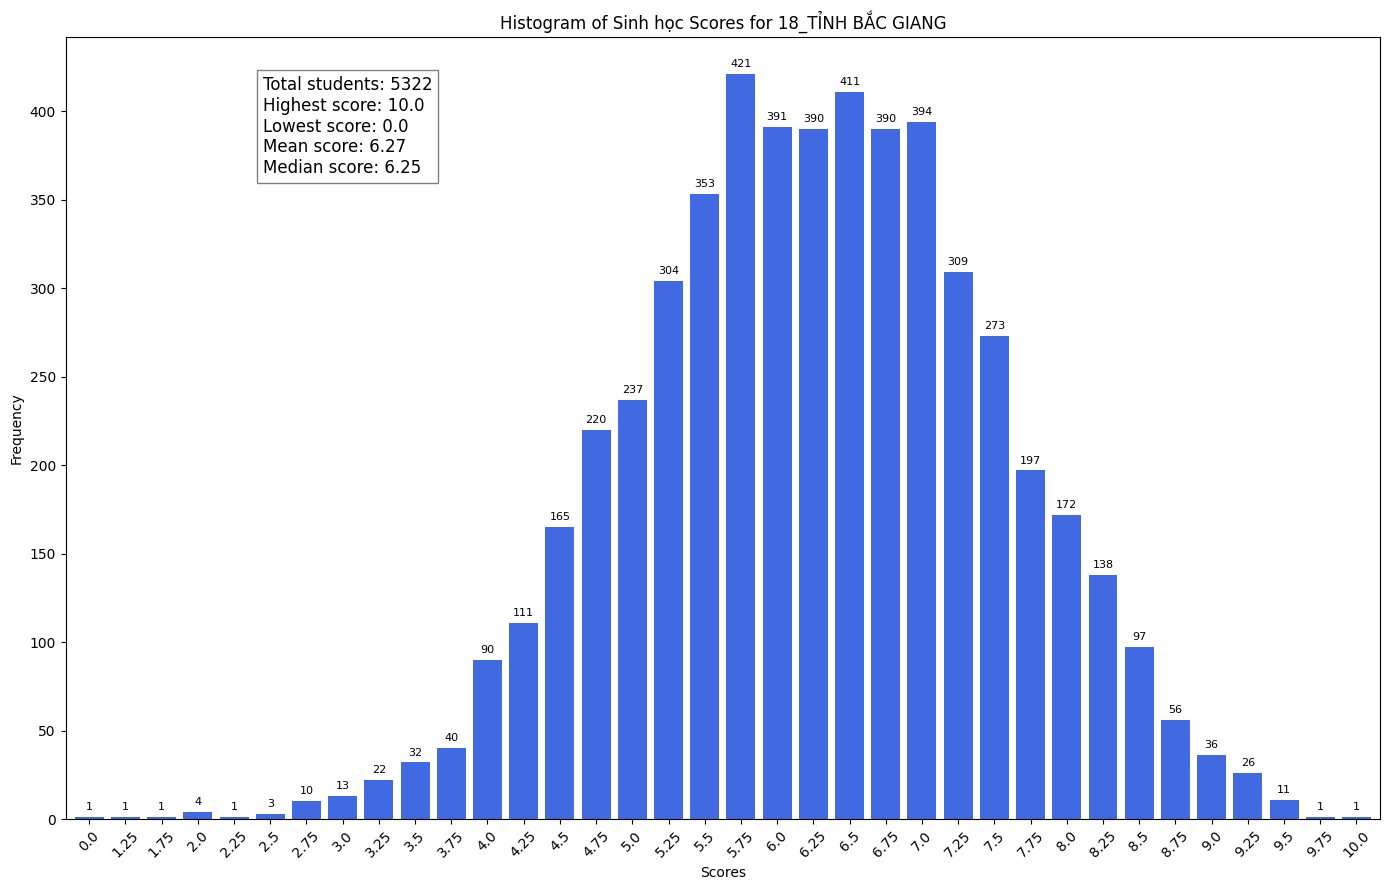 Histogram of Sinh học Scores for 18_TỈNH BẮC GIANG
Total students: 5322
Highest score: 10.0
Lowest score: 0.0
Mean score: 6.27
Median score: 6.25
Frequency
400
350
300
250
200
150
100
50
0
1 1 1 4 1 3 10 13 22 32 40 90 111 165 220 237 304 353 421 391 390 411 390 394 309 273 197 172 138 97 56 36 26 11 1 1
0.0 1.25 1.75 2.0 2.25 2.5 2.75 3.0 3.25 3.5 3.75 4.0 4.25 4.5 4.75 5.0 5.25 5.5 5.75 6.0 6.25 6.5 6.75 7.0 7.25 7.5 7.75 8.0 8.25 8.5 8.75 9.0 9.25 9.5 9.75 10.0
Scores